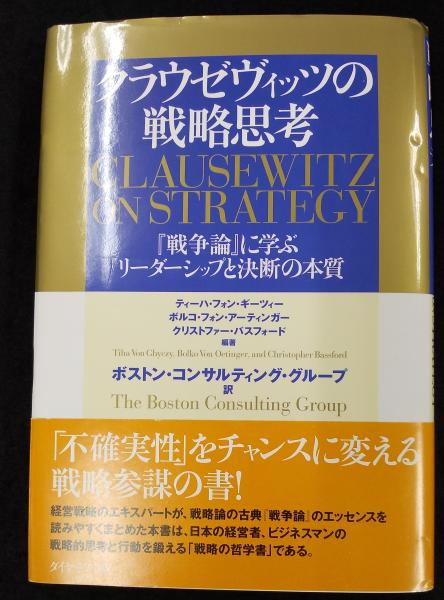 クラウゼヴィッツの
戦略思考
CLAUSEWITZ
ON STRATEGY
『戦争論』に学ぶ
リーダーシップと決断の本質
ティーハ・フォン・ギーツィー
ボルコ・フォン・アーティンガー
クリストファー・バスフォード
編著
Tiha Von Ghyczy, Bolko Von Oetinger, and Christopher Bassford
ボストン・コンサルティング・グループ
訳
The Boston Consulting Group
「不確実性」をチャンスに変える
戦略参謀の書!
経営戦略のエキスパートが、戦略論の古典『戦争論』のエッセンスを
読みやすくまとめた本書は、日本の経営者、ビジネスマンの
戦略的思考と行動を鍛える「戦略の哲学書」である。